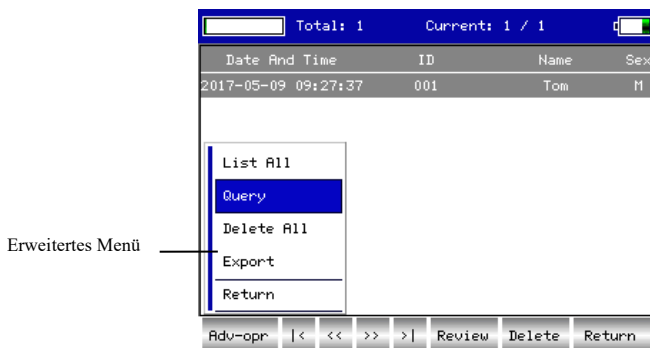 Total: 1 Current: 1 / 1
Date And Time ID Name Sex
2017-05-09 09:27:37 001 Tom M
List All
Query
Delete All
Erweitertes Menü
Export
Return
Adv-opr |< << >> >| Review Delete Return